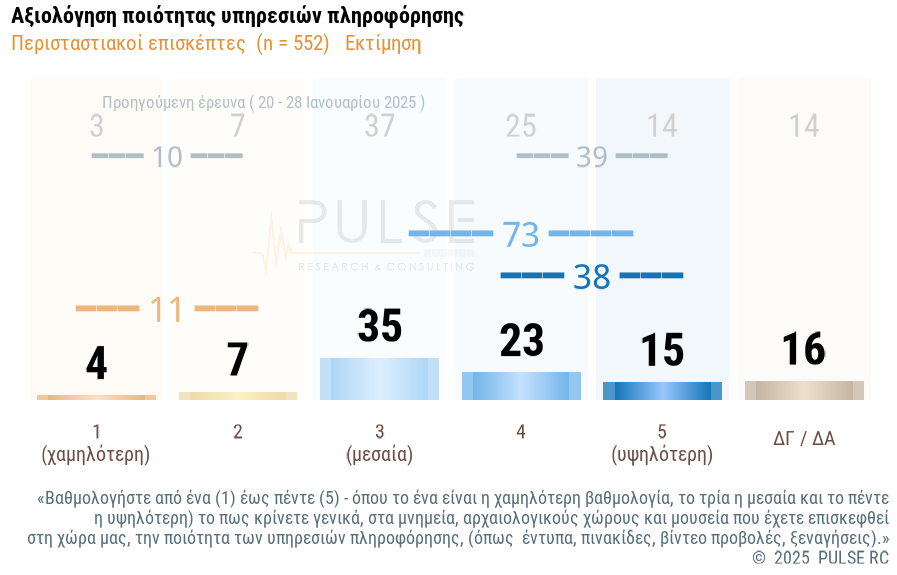 Αξιολόγηση ποιότητας υπηρεσιών πληροφόρησης
Περισταστιακοί επισκέπτες (n = 552) Εκτίμηση
Προηγούμενη έρευνα ( 20 - 28 Ιανουαρίου 2025 )
3 7 37 25 14 14
10 39
PULSE
RESEARCH & CONSULTING
73
38
11
4 7 35 23 15 16
1 2 3 4 5 ΔΓ / ΔΑ
(χαμηλότερη) (μεσαία) (υψηλότερη)
«Βαθμολογήστε από ένα (1) έως πέντε (5) - όπου το ένα είναι η χαμηλότερη βαθμολογία, το τρία η μεσαία και το πέντε
η υψηλότερη) το πως κρίνετε γενικά, στα μνημεία, αρχαιολογικούς χώρους και μουσεία που έχετε επισκεφθεί
στη χώρα μας, την ποιότητα των υπηρεσιών πληροφόρησης, (όπως έντυπα, πινακίδες, βίντεο προβολές, ξεναγήσεις).»
© 2025 PULSE RC